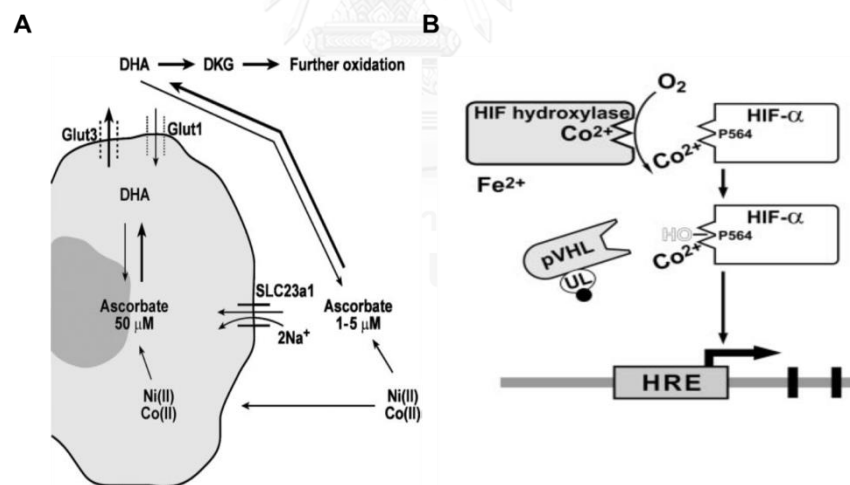 A
DHA → DKG → Further oxidation
Glut3
Glut1
DHA
Ascorbate
50 μM
SLC23a1
2Na⁺
Ascorbate
1-5 μM
Ni(II)
Co(II)
Ni(II)
Co(II)
B
O₂
HIF hydroxylase
Co²⁺
Fe²⁺
HIF-α
P564
Co²⁺
HIF-α
HO
P564
Co²⁺
pVHL
UL
HRE